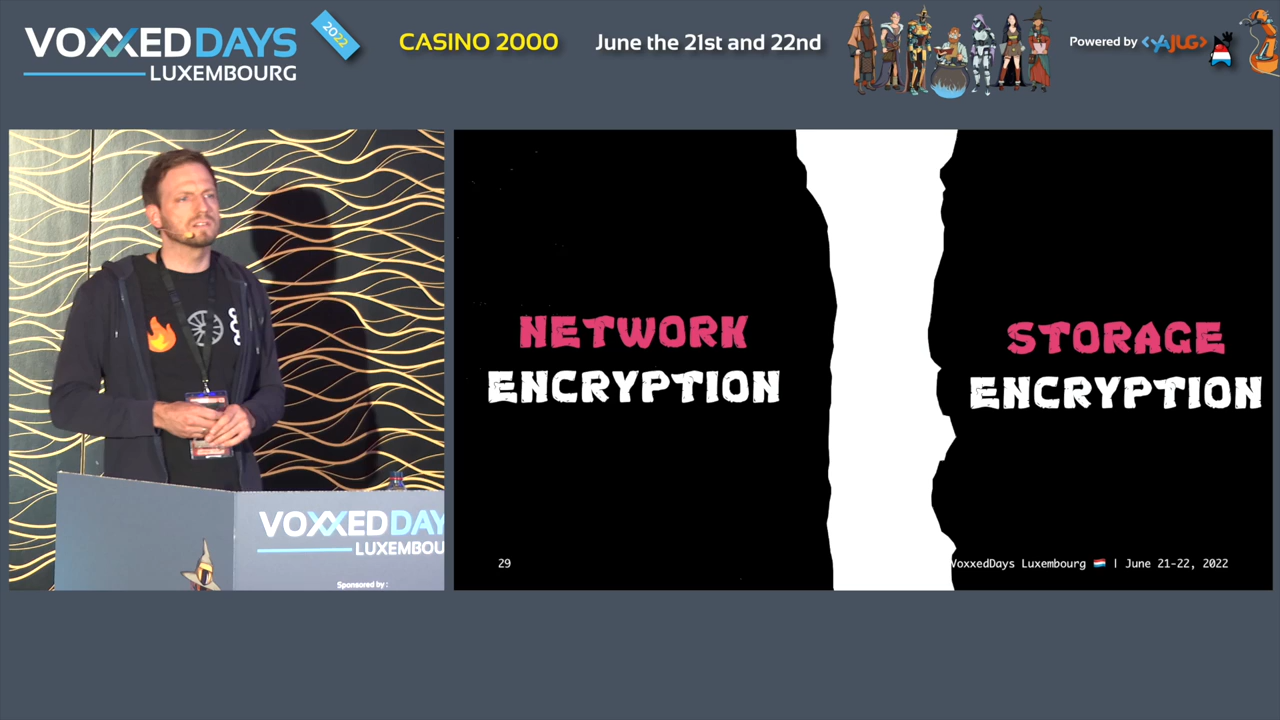 VOXXEDDAYS
LUXEMBOURG
2022
CASINO 2000
June the 21st and 22nd
Powered by <YAJUG>
NETWORK
ENCRYPTION
STORAGE
ENCRYPTION
29
VoxxedDays Luxembourg 🇱🇺 | June 21-22, 2022
VOXXEDDAY
LUXEMBOU
Sponsored by :